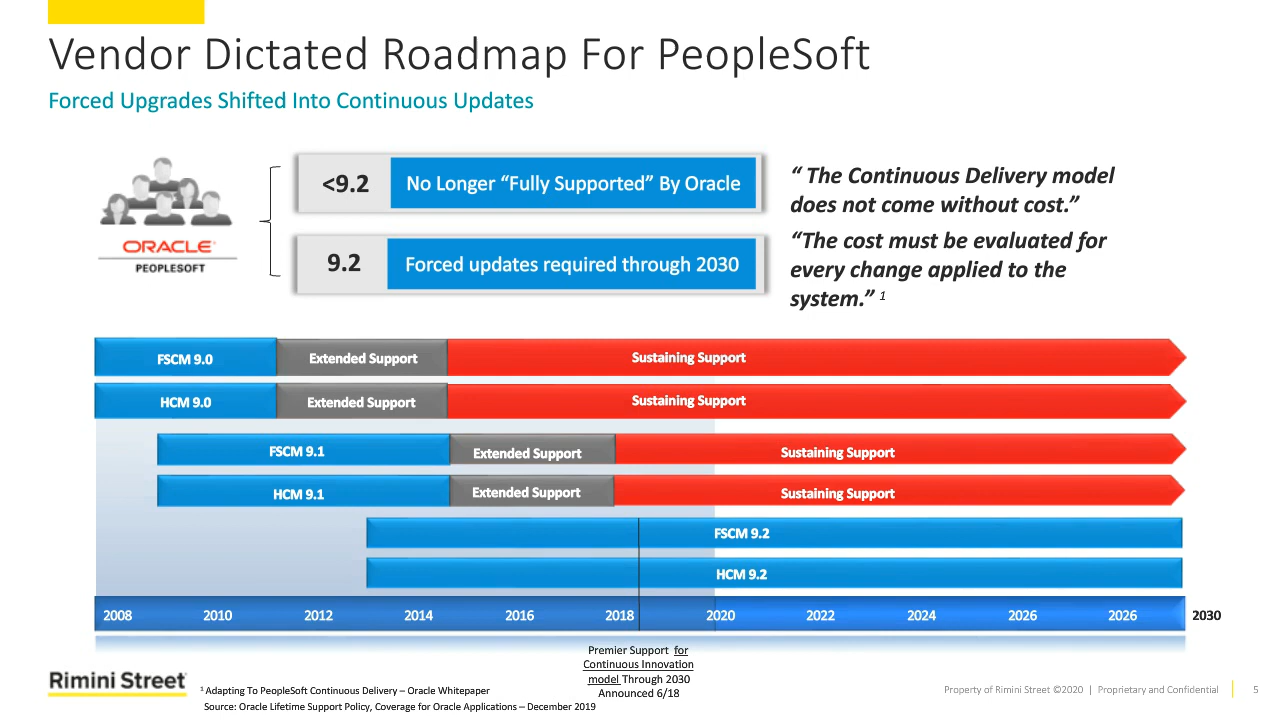 Vendor Dictated Roadmap For PeopleSoft
Forced Upgrades Shifted Into Continuous Updates
ORACLE
PEOPLESOFT
<9.2 No Longer “Fully Supported” By Oracle
9.2 Forced updates required through 2030
“ The Continuous Delivery model
does not come without cost.”
“The cost must be evaluated for
every change applied to the
system.” 1
FSCM 9.0 Extended Support Sustaining Support
HCM 9.0 Extended Support Sustaining Support
FSCM 9.1 Extended Support Sustaining Support
HCM 9.1 Extended Support Sustaining Support
FSCM 9.2
HCM 9.2
2008 2010 2012 2014 2016 2018 2020 2022 2024 2026 2026 2030
Premier Support for
Continuous Innovation
model Through 2030
Announced 6/18
Rimini Street
1 Adapting To PeopleSoft Continuous Delivery – Oracle Whitepaper
Source: Oracle Lifetime Support Policy, Coverage for Oracle Applications – December 2019
Property of Rimini Street ©2020 | Proprietary and Confidential 5